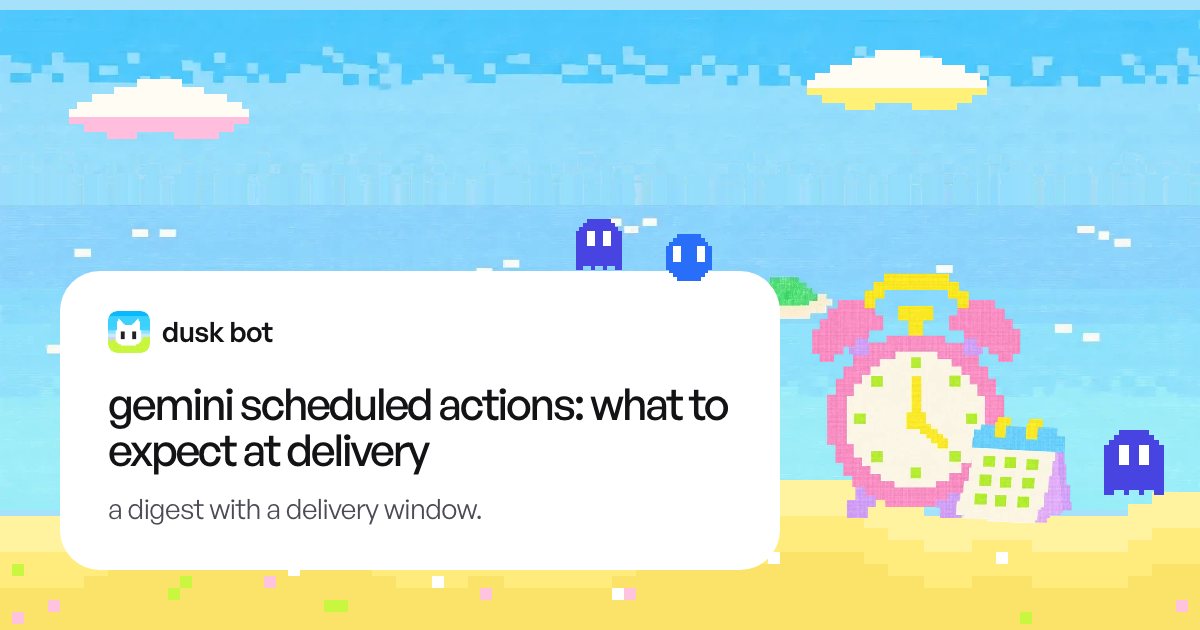 dusk bot
gemini scheduled actions: what to
expect at delivery
a digest with a delivery window.